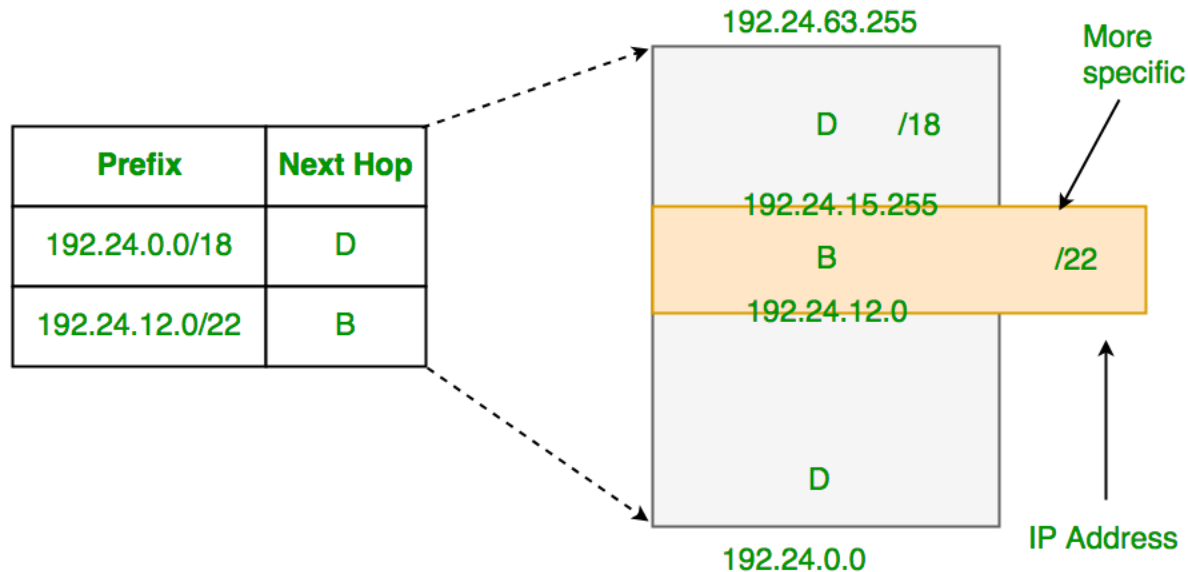 Prefix Next Hop
192.24.0.0/18 D
192.24.12.0/22 B
192.24.63.255
More
specific
D /18
192.24.15.255
B /22
192.24.12.0
D
IP Address
192.24.0.0